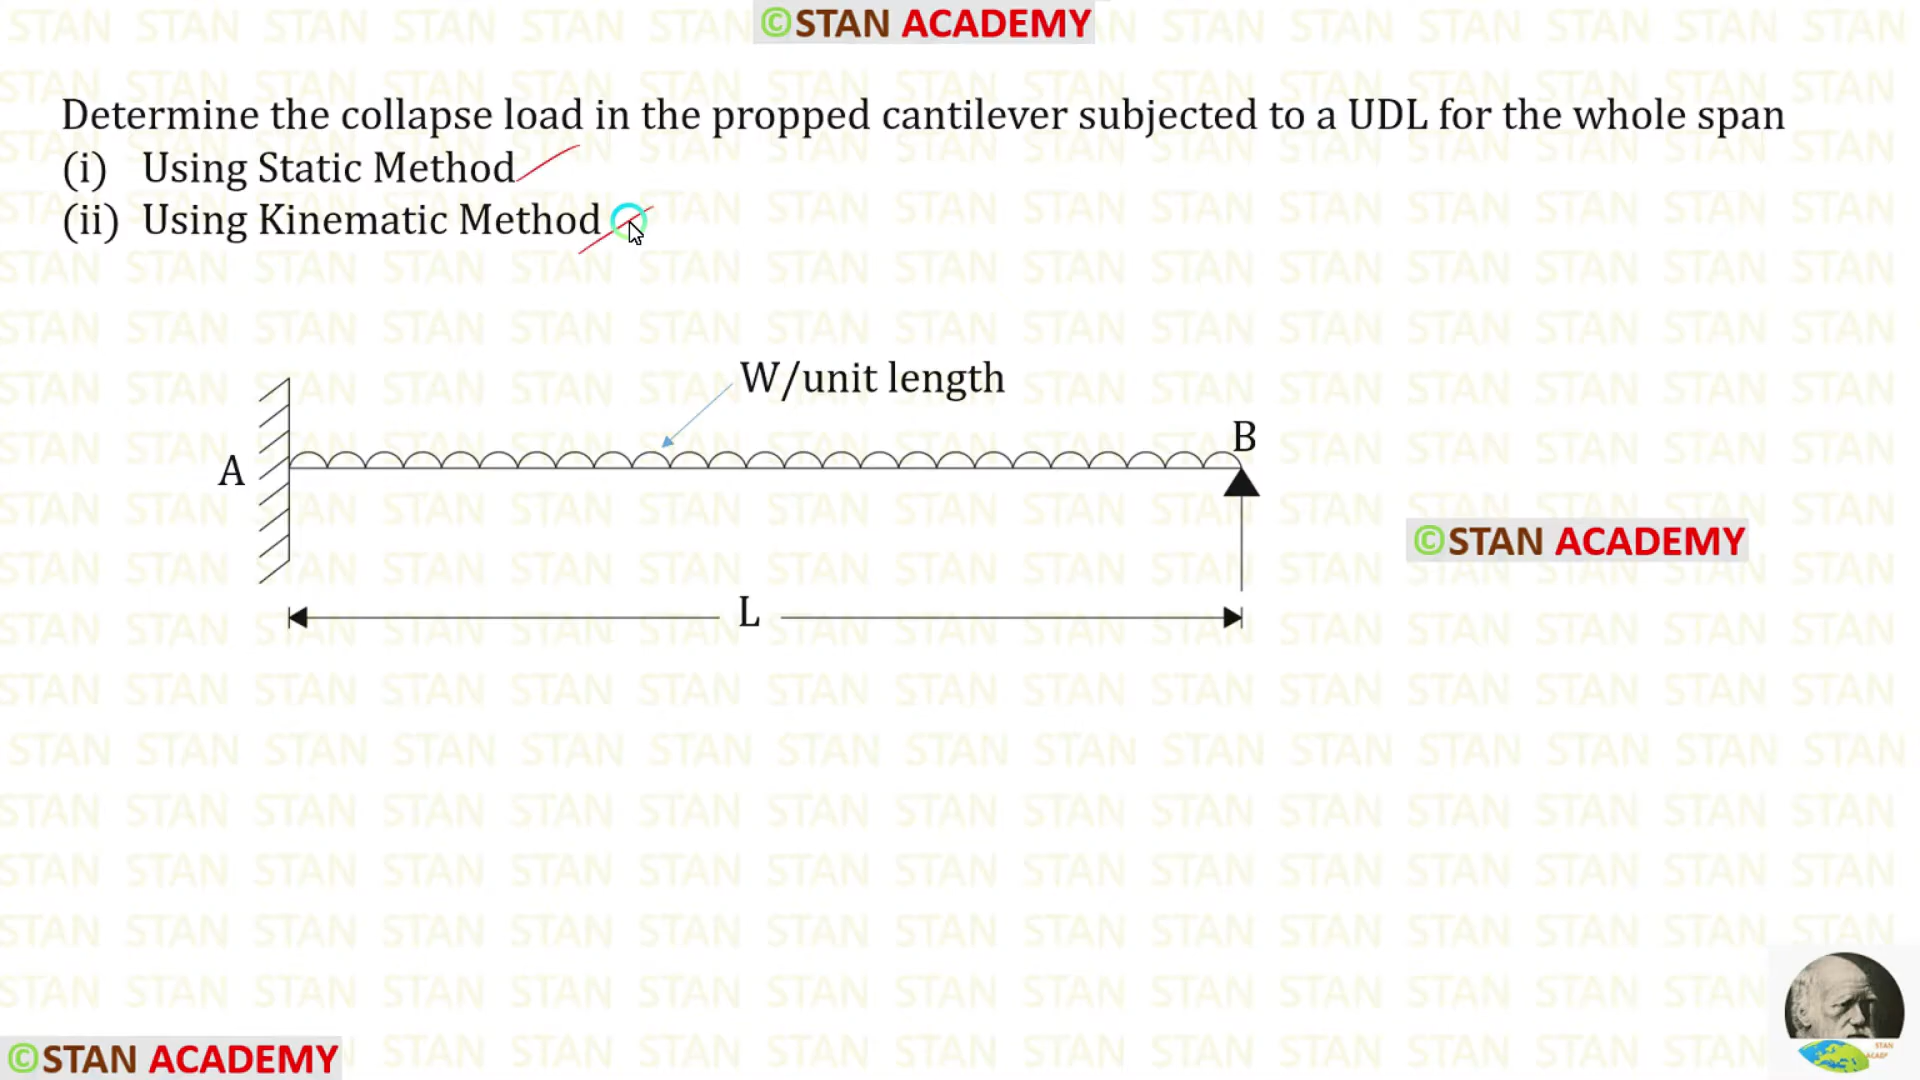 ©STAN ACADEMY
Determine the collapse load in the propped cantilever subjected to a UDL for the whole span
(i) Using Static Method
(ii) Using Kinematic Method
W/unit length
B
A
©STAN ACADEMY
L
©STAN ACADEMY